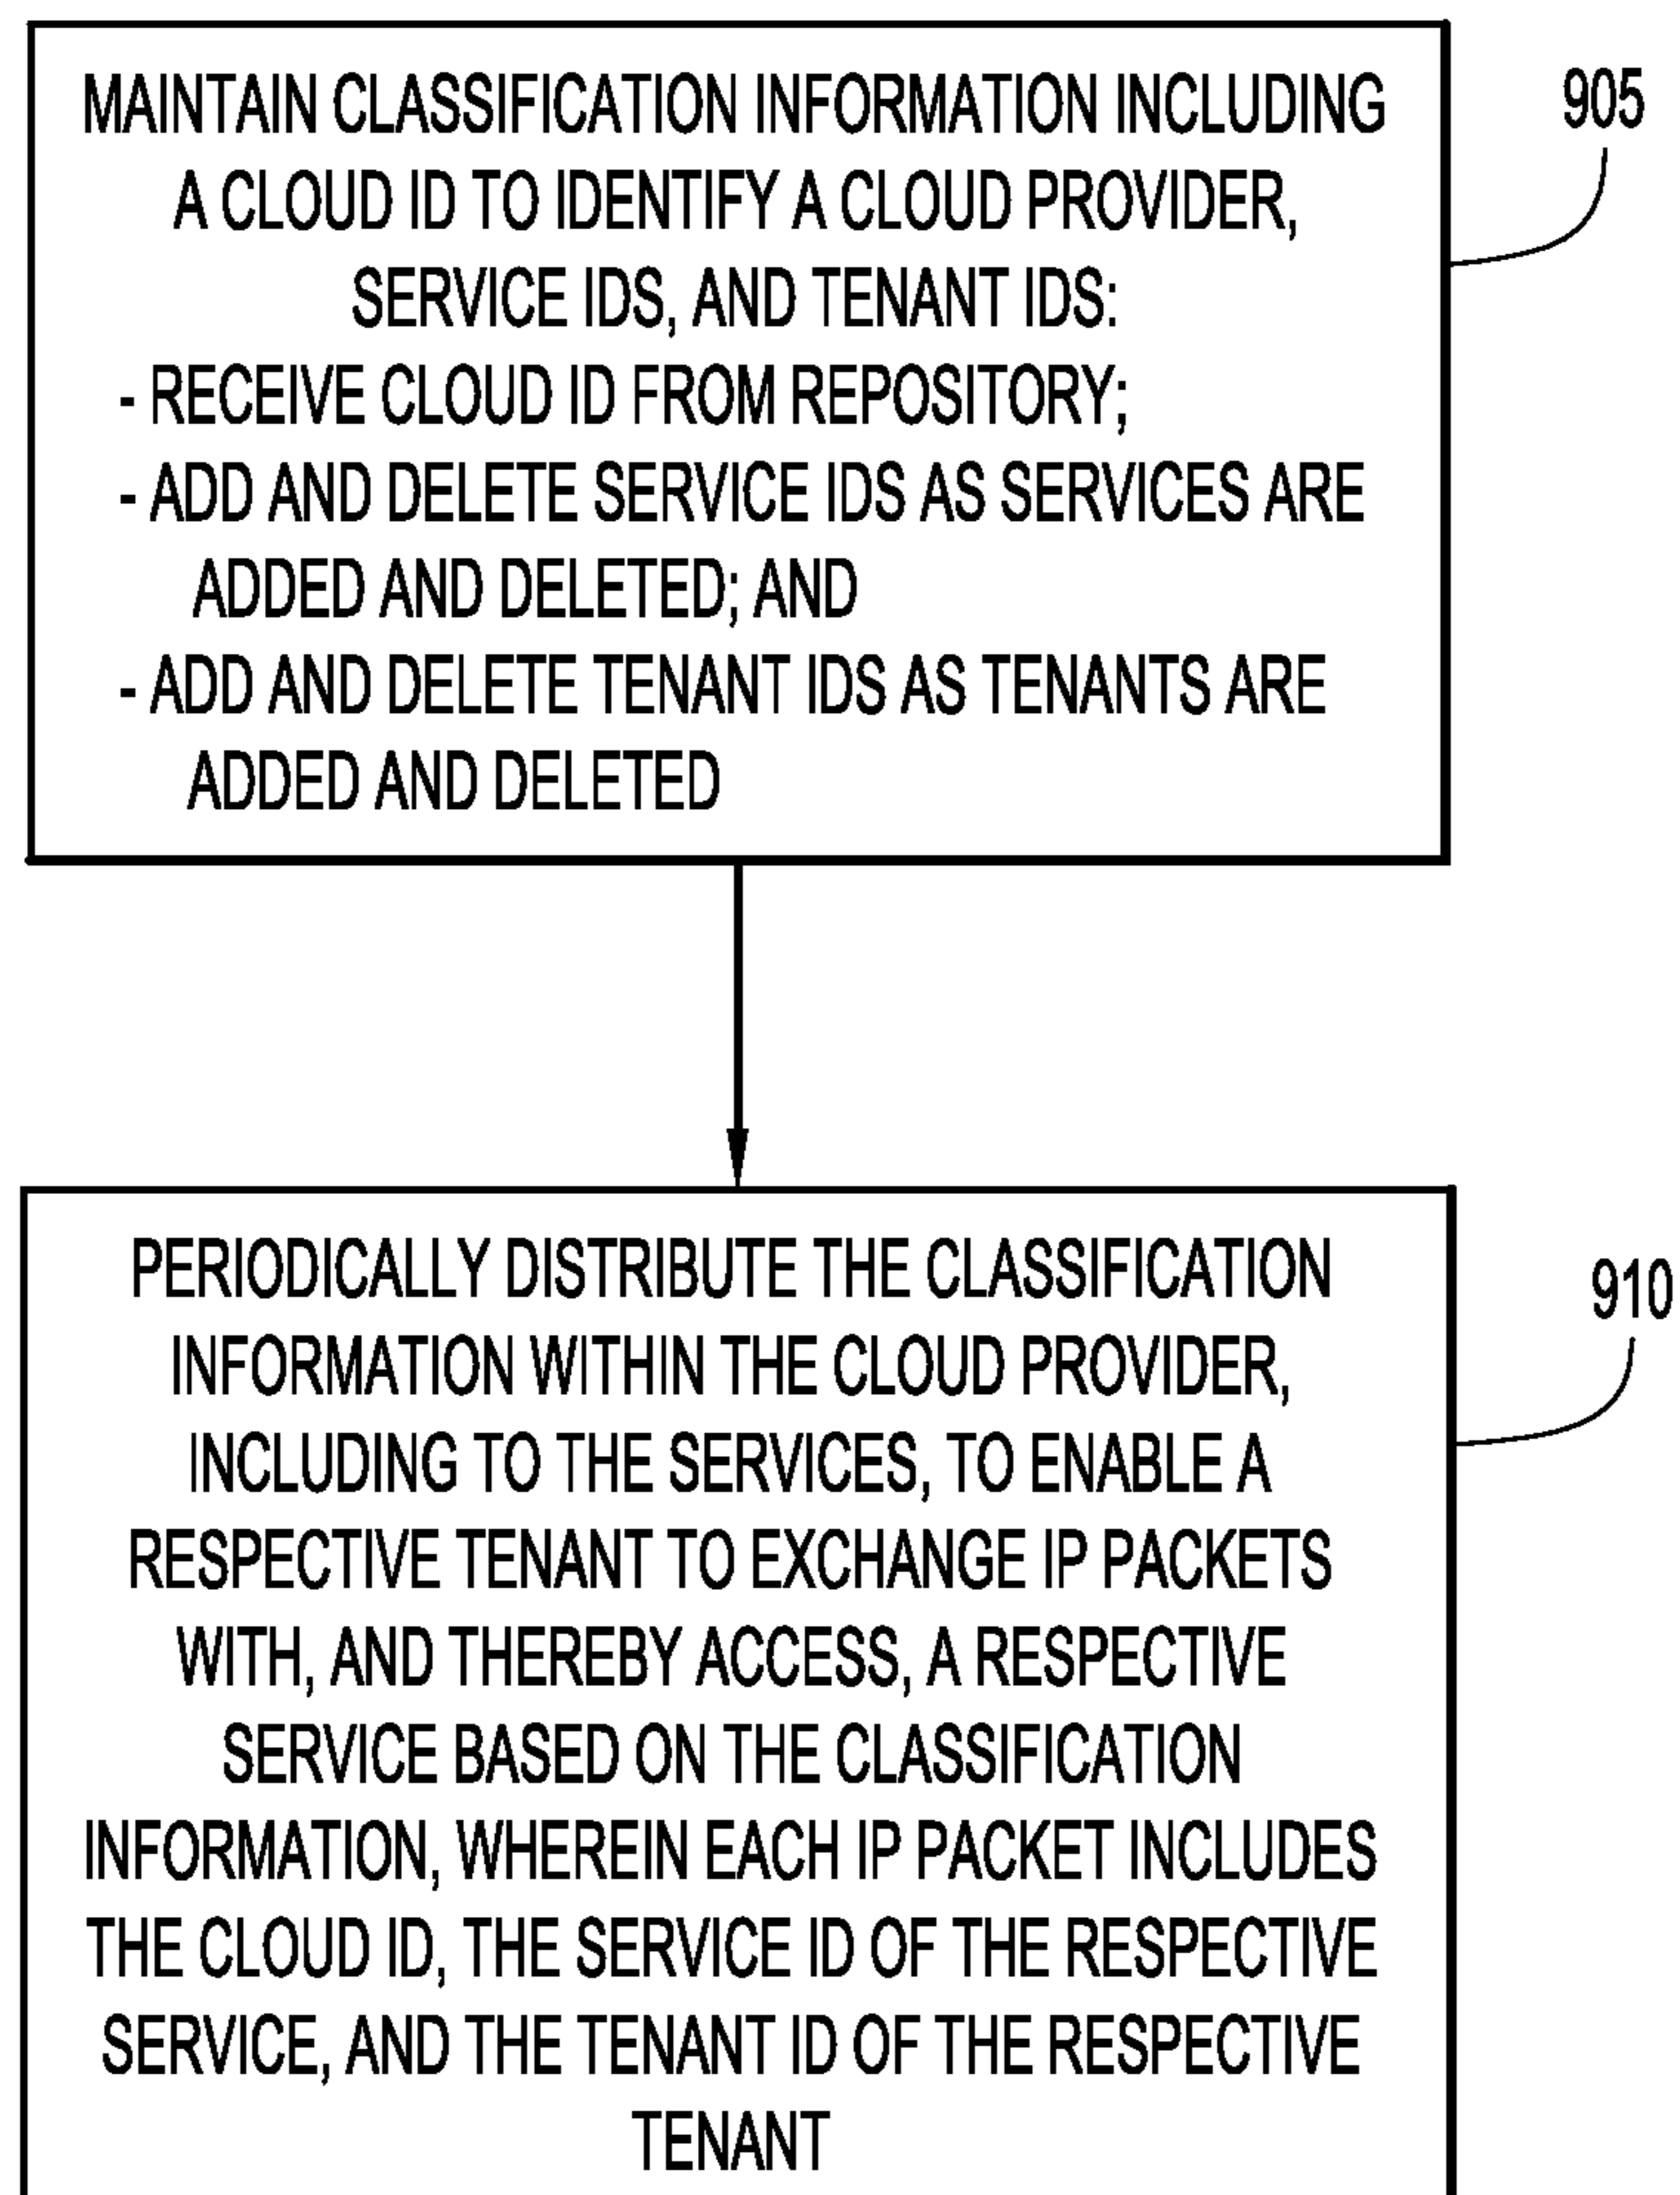 MAINTAIN CLASSIFICATION INFORMATION INCLUDING
A CLOUD ID TO IDENTIFY A CLOUD PROVIDER,
SERVICE IDS, AND TENANT IDS:
- RECEIVE CLOUD ID FROM REPOSITORY;
- ADD AND DELETE SERVICE IDS AS SERVICES ARE
ADDED AND DELETED; AND
- ADD AND DELETE TENANT IDS AS TENANTS ARE
ADDED AND DELETED
905
PERIODICALLY DISTRIBUTE THE CLASSIFICATION
INFORMATION WITHIN THE CLOUD PROVIDER,
INCLUDING TO THE SERVICES, TO ENABLE A
RESPECTIVE TENANT TO EXCHANGE IP PACKETS
WITH, AND THEREBY ACCESS, A RESPECTIVE
SERVICE BASED ON THE CLASSIFICATION
INFORMATION, WHEREIN EACH IP PACKET INCLUDES
THE CLOUD ID, THE SERVICE ID OF THE RESPECTIVE
SERVICE, AND THE TENANT ID OF THE RESPECTIVE
TENANT
910